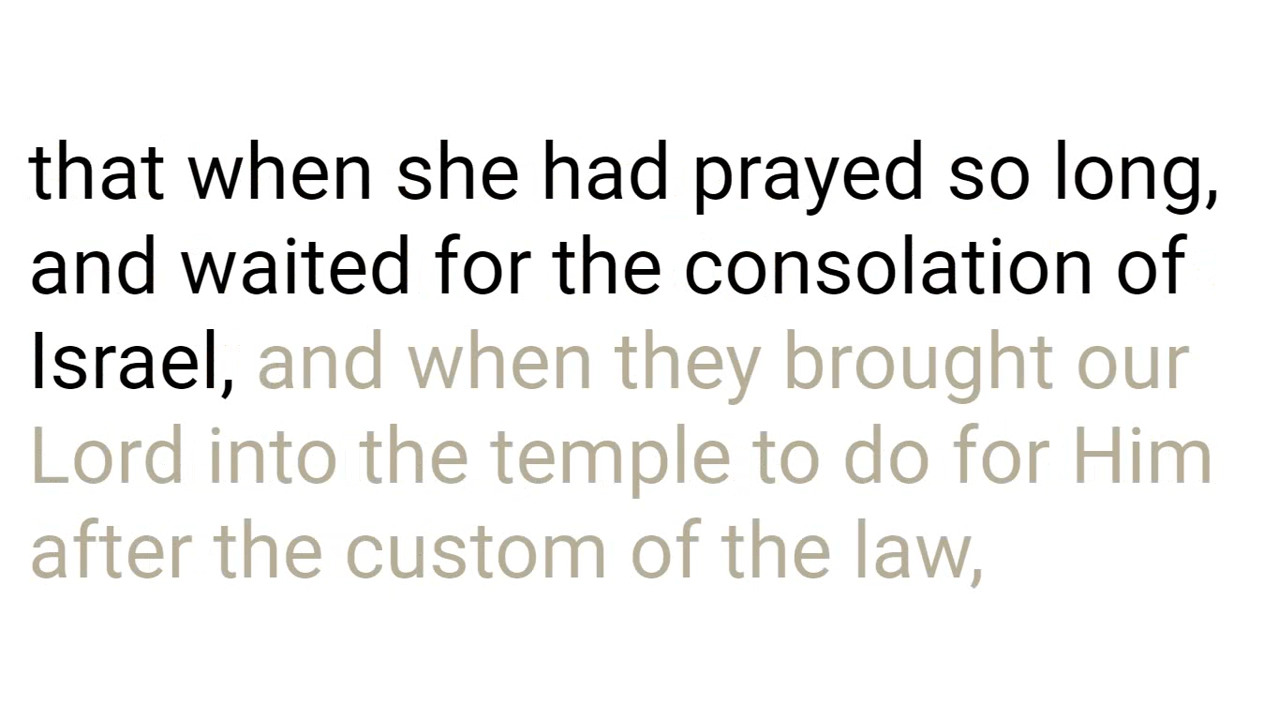 that when she had prayed so long,
and waited for the consolation of
Israel, and when they brought our
Lord into the temple to do for Him
after the custom of the law,